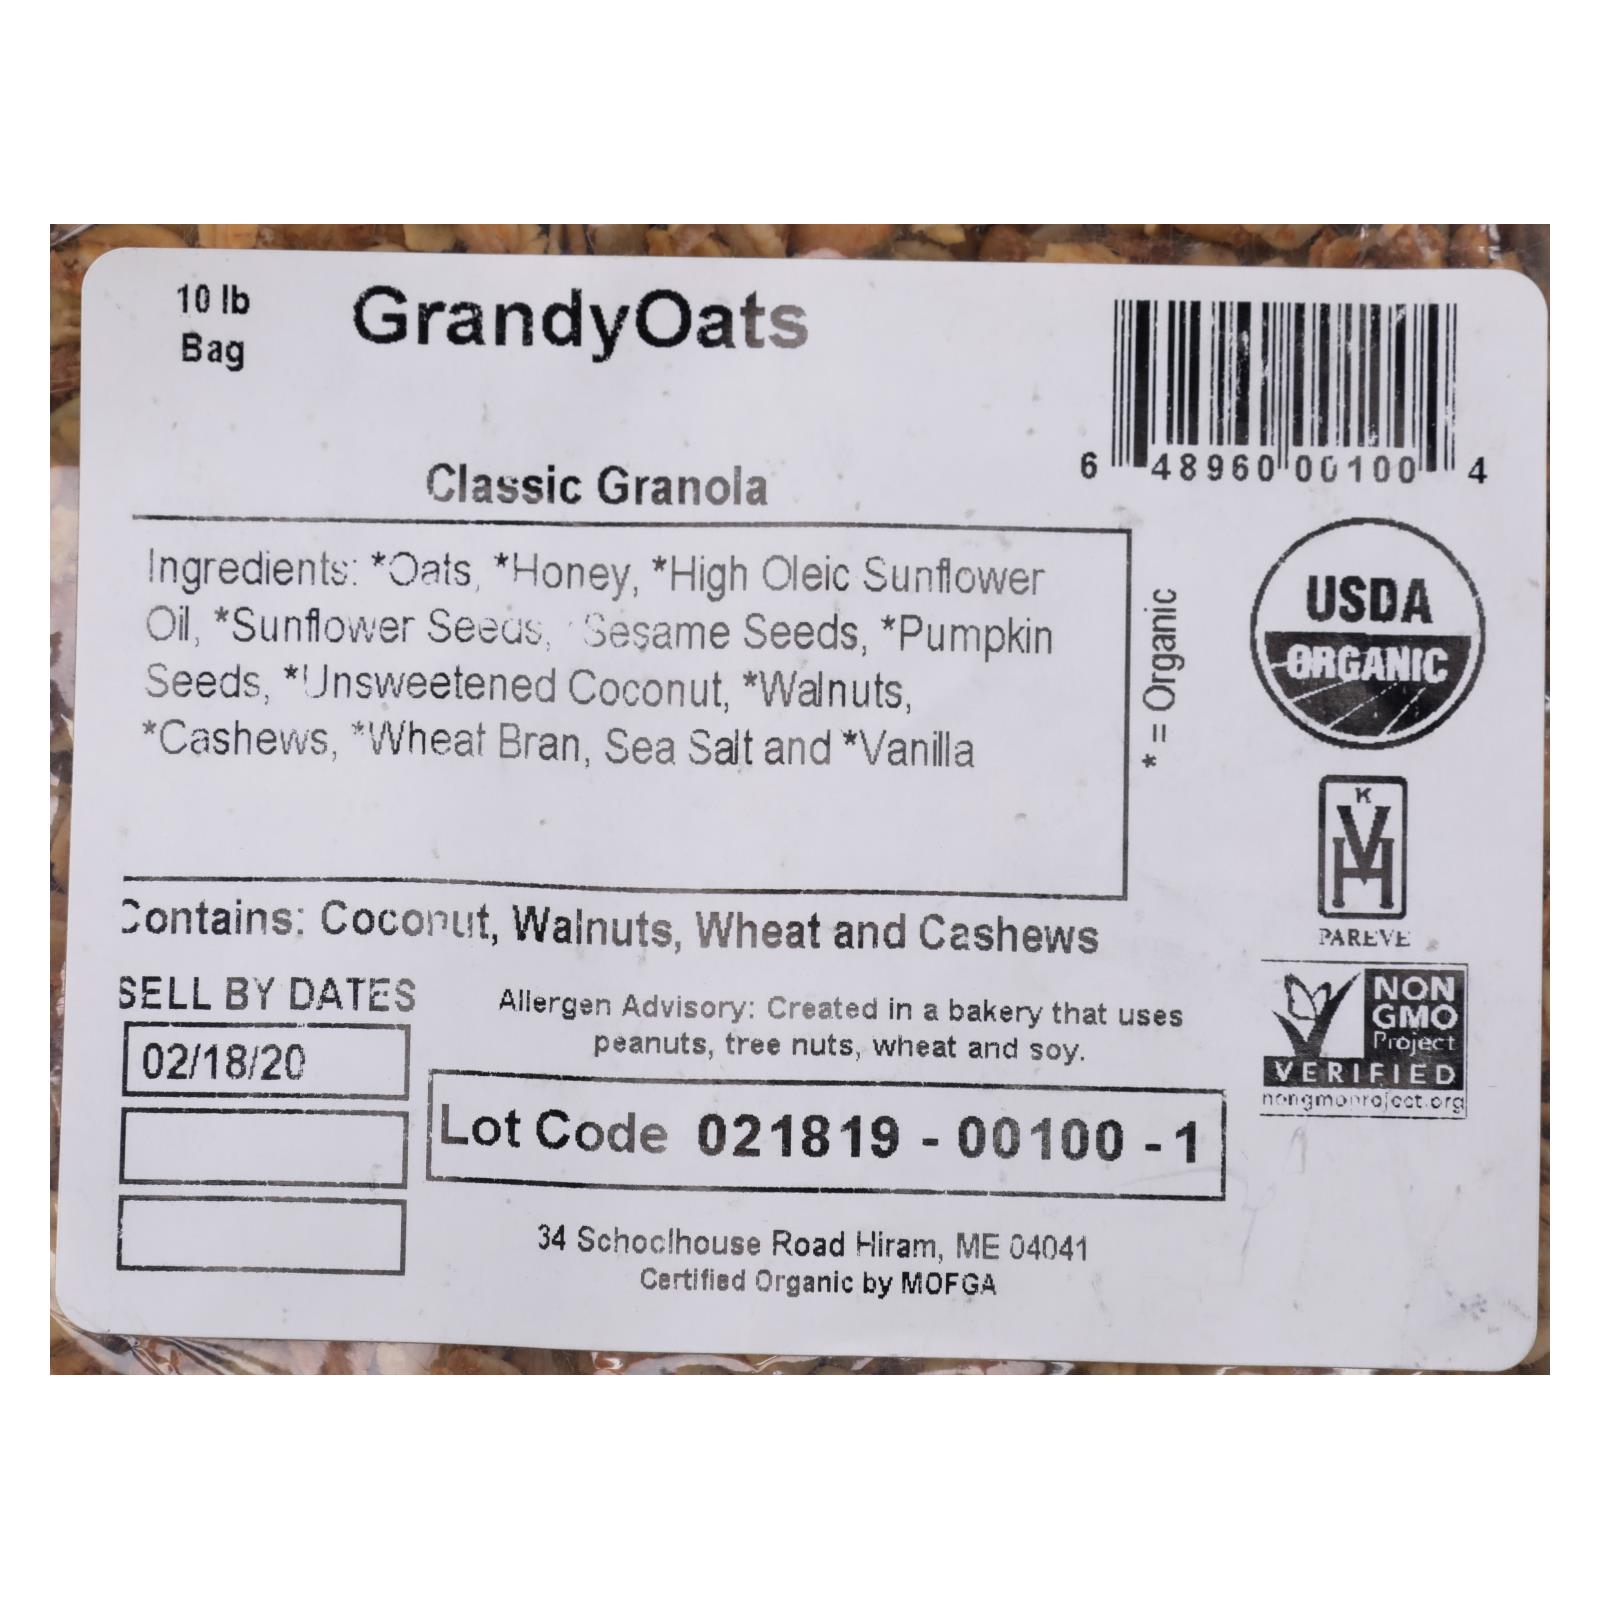 10 lb
Bag
GrandyOats
6 48960 00100 4
Classic Granola
Ingredients: *Oats, *Honey, *High Oleic Sunflower
Oil, *Sunflower Seeds, *Sesame Seeds, *Pumpkin
Seeds, *Unsweetened Coconut, *Walnuts,
*Cashews, *Wheat Bran, Sea Salt and *Vanilla
* = Organic
USDA
ORGANIC
K
VH
PAREVE
Contains: Coconut, Walnuts, Wheat and Cashews
SELL BY DATES
02/18/20
Allergen Advisory: Created in a bakery that uses
peanuts, tree nuts, wheat and soy.
NON
GMO
Project
VERIFIED
nongmoproject.org
Lot Code 021819 - 00100 - 1
34 Schoolhouse Road Hiram, ME 04041
Certified Organic by MOFGA